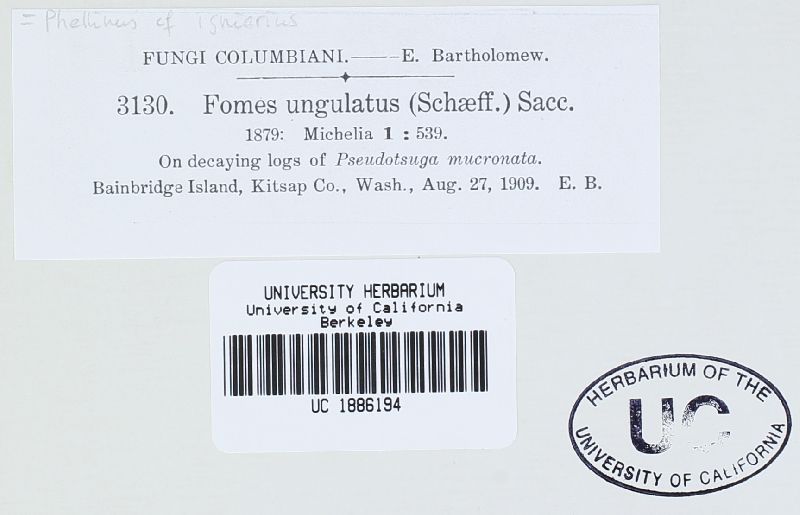 = Phellinus cf igniarius
FUNGI COLUMBIANI.——E. Bartholomew.
3130. Fomes ungulatus (Schæff.) Sacc.
1879: Michelia 1 : 539.
On decaying logs of Pseudotsuga mucronata.
Bainbridge Island, Kitsap Co., Wash., Aug. 27, 1909. E. B.
UNIVERSITY HERBARIUM
University of California
Berkeley
UC 1886194
HERBARIUM OF THE
UC
UNIVERSITY OF CALIFORNIA